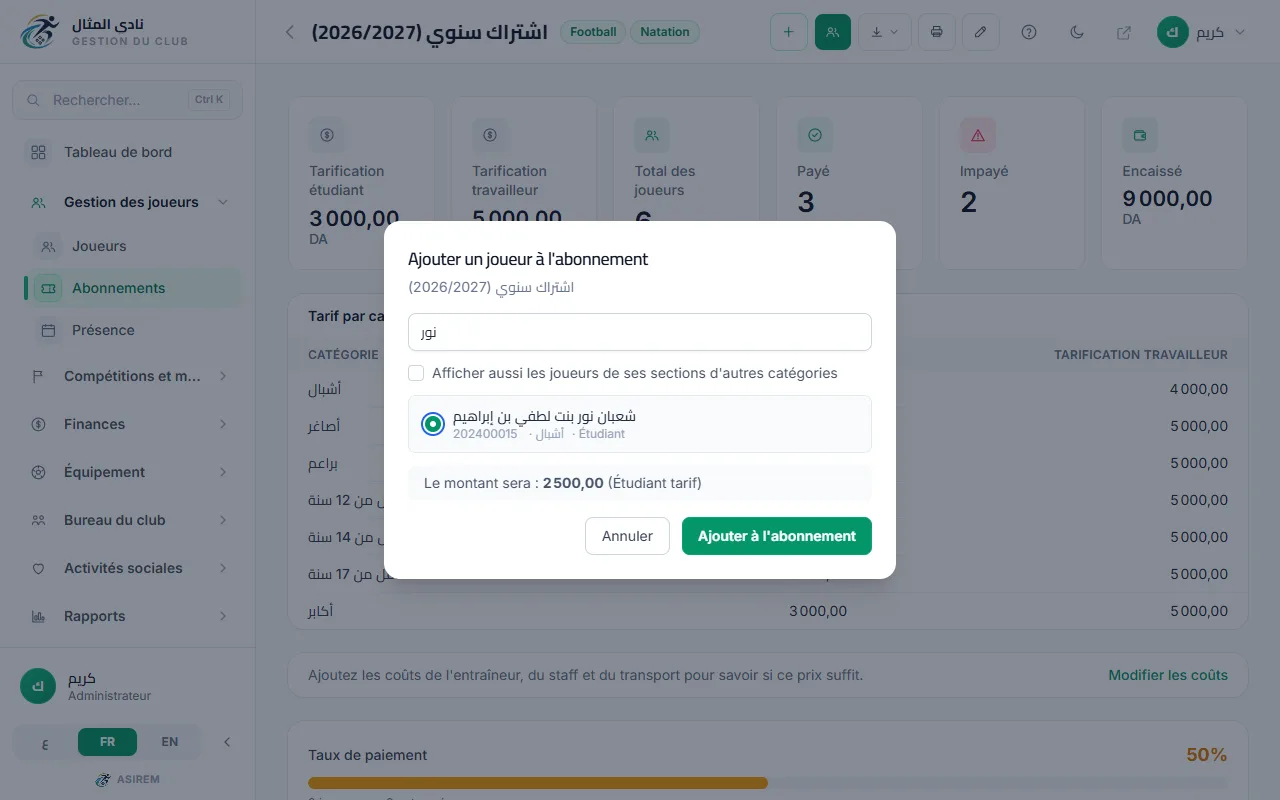 نادي المثال
GESTION DU CLUB
Rechercher...
Ctrl K
Tableau de bord
Gestion des joueurs
Joueurs
Abonnements
Présence
Compétitions et m...
Finances
Équipement
Bureau du club
Activités sociales
Rapports
ك
كريم
Administrateur
ع
FR
EN
ASIREM
اشتراك سنوي (2026/2027)
Football
Natation
ك
كريم
Tarification étudiant
3 000,00
DA
Tarification travailleur
5 000,00
Total des joueurs
6
Payé
3
Impayé
2
Encaissé
9 000,00
DA
Tarif par ca
CATÉGORIE
TARIFICATION TRAVAILLEUR
أشبال
4 000,00
أصاغر
5 000,00
براعم
5 000,00
من 12 سنة
5 000,00
من 14 سنة
5 000,00
من 17 سنة
5 000,00
أكابر
3 000,00
5 000,00
Ajouter un joueur à l'abonnement
اشتراك سنوي (2026/2027)
نور
Afficher aussi les joueurs de ses sections d'autres catégories
شعبان نور بنت لطفي بن إبراهيم
202400015 · أشبال · Étudiant
Le montant sera : 2 500,00 (Étudiant tarif)
Annuler
Ajouter à l'abonnement
Ajoutez les coûts de l'entraîneur, du staff et du transport pour savoir si ce prix suffit.
Modifier les coûts
Taux de paiement
50%